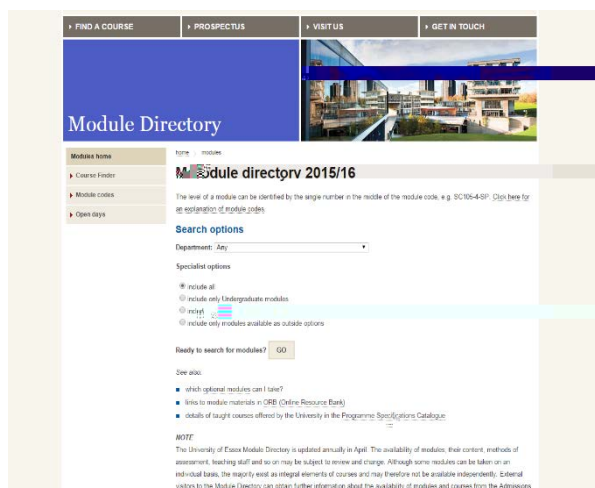 FIND A COURSE
PROSPECTUS
VISIT US
GET IN TOUCH
Module Directory
Modules home
Course Finder
Module codes
Open days
home modules
dule directory 2015/16
The level of a module can be identified by the single number in the middle of the module code, e.g. SC105-4-SP. Click here for
an explanation of module codes.
Search options
Department: Any
Specialist options
include all
include only Undergraduate modules
includ
include only modules available as outside options
Ready to search for modules? GO
See also:
which optional modules can I take?
links to module materials in ORB (Online Resource Bank)
details of taught courses offered by the University in the Programme Specifications Catalogue
NOTE
The University of Essex Module Directory is updated annually in April. The availability of modules, their content, methods of
assessment, teaching staff and so on may be subject to review and change. Although some modules can be taken on an
individual basis, the majority exist as integral elements of courses and may therefore not be available independently. External
visitors to the Module Directory can obtain further information about the availability of modules and courses from the Admissions